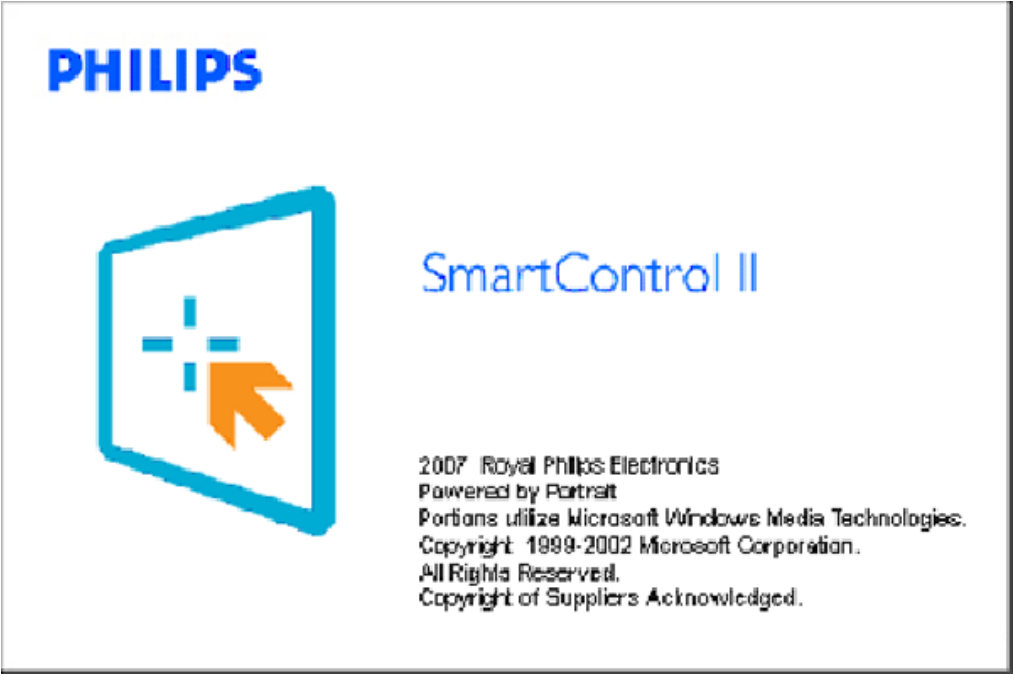 PHILIPS
SmartControl II
2007 Royal Philips Electronics
Powered by Portrait
Portions utilize Microsoft Windows Media Technologies.
Copyright 1999-2002 Microsoft Corporation.
All Rights Reserved.
Copyright of Suppliers Acknowledged.